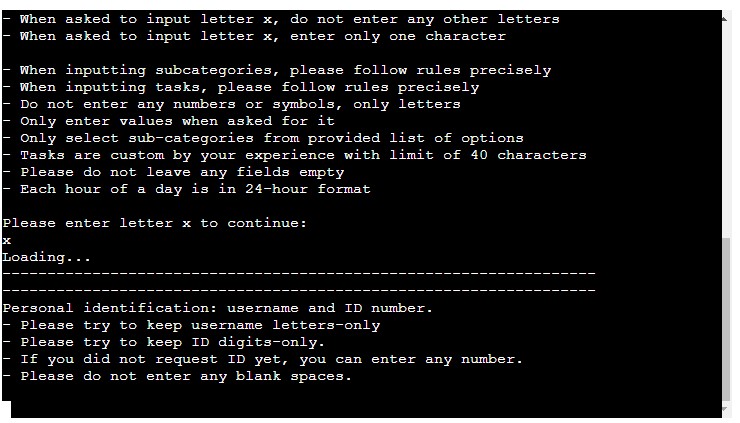 - When asked to input letter x, do not enter any other letters
- When asked to input letter x, enter only one character
- When inputting subcategories, please follow rules precisely
- When inputting tasks, please follow rules precisely
- Do not enter any numbers or symbols, only letters
- Only enter values when asked for it
- Only select sub-categories from provided list of options
- Tasks are custom by your experience with limit of 40 characters
- Please do not leave any fields empty
- Each hour of a day is in 24-hour format
Please enter letter x to continue:
x
Loading...
------------------------------------------------------------------
------------------------------------------------------------------
Personal identification: username and ID number.
- Please try to keep username letters-only
- Please try to keep ID digits-only.
- If you did not request ID yet, you can enter any number.
- Please do not enter any blank spaces.